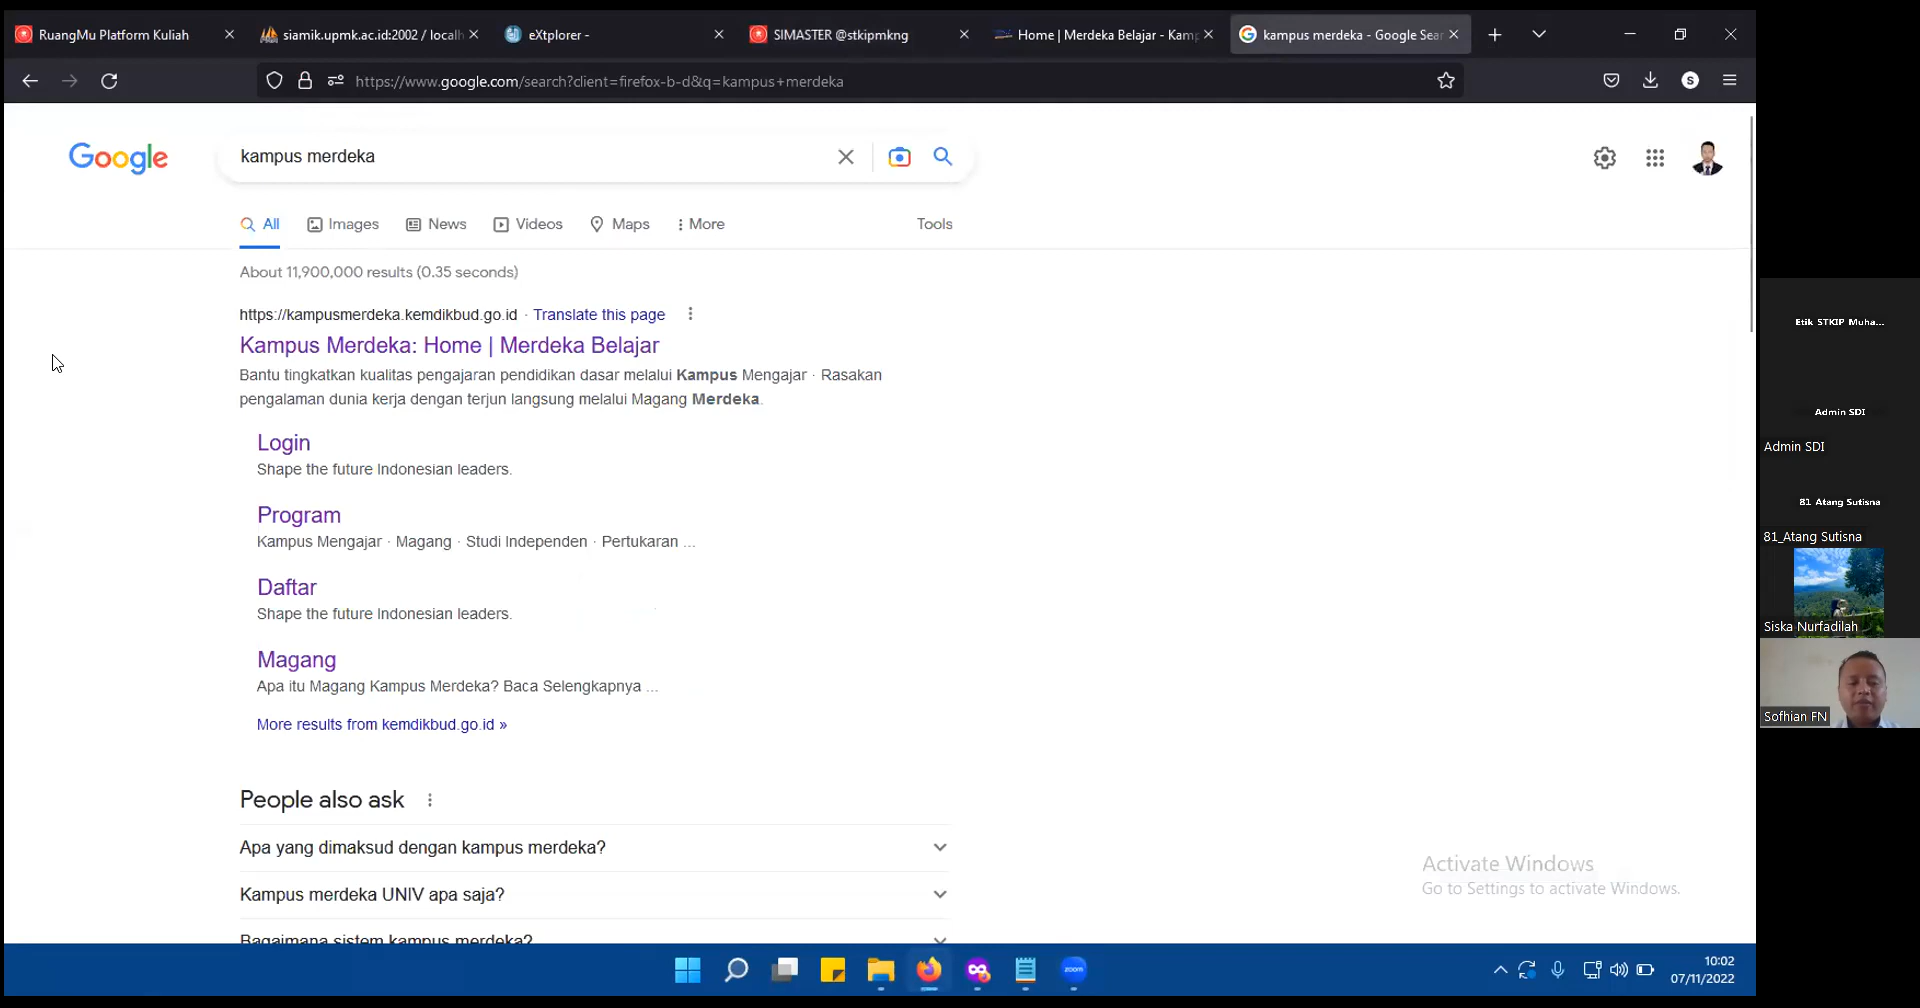 RuangMu Platform Kuliah
siamik.upmk.ac.id:2002 / localh
eXtplorer -
SIMASTER @stkipmkng
Home | Merdeka Belajar - Kamp
kampus merdeka - Google Sear
https://www.google.com/search?client=firefox-b-d&q=kampus+merdeka
S
Google
kampus merdeka
All
Images
News
Videos
Maps
More
Tools
About 11,900,000 results (0.35 seconds)
https://kampusmerdeka.kemdikbud.go.id · Translate this page
Kampus Merdeka: Home | Merdeka Belajar
Bantu tingkatkan kualitas pengajaran pendidikan dasar melalui Kampus Mengajar · Rasakan
pengalaman dunia kerja dengan terjun langsung melalui Magang Merdeka.
Login
Shape the future Indonesian leaders.
Program
Kampus Mengajar · Magang · Studi Independen · Pertukaran ...
Daftar
Shape the future Indonesian leaders.
Magang
Apa itu Magang Kampus Merdeka? Baca Selengkapnya ...
More results from kemdikbud.go.id »
People also ask
Apa yang dimaksud dengan kampus merdeka?
Kampus merdeka UNIV apa saja?
Bagaimana sistem kampus merdeka?
Activate Windows
Go to Settings to activate Windows.
zoom
10:02
07/11/2022
Etik STKIP Muha...
Admin SDI
Admin SDI
81 Atang Sutisna
81_Atang Sutisna
Siska Nurfadilah
Sofhian FN